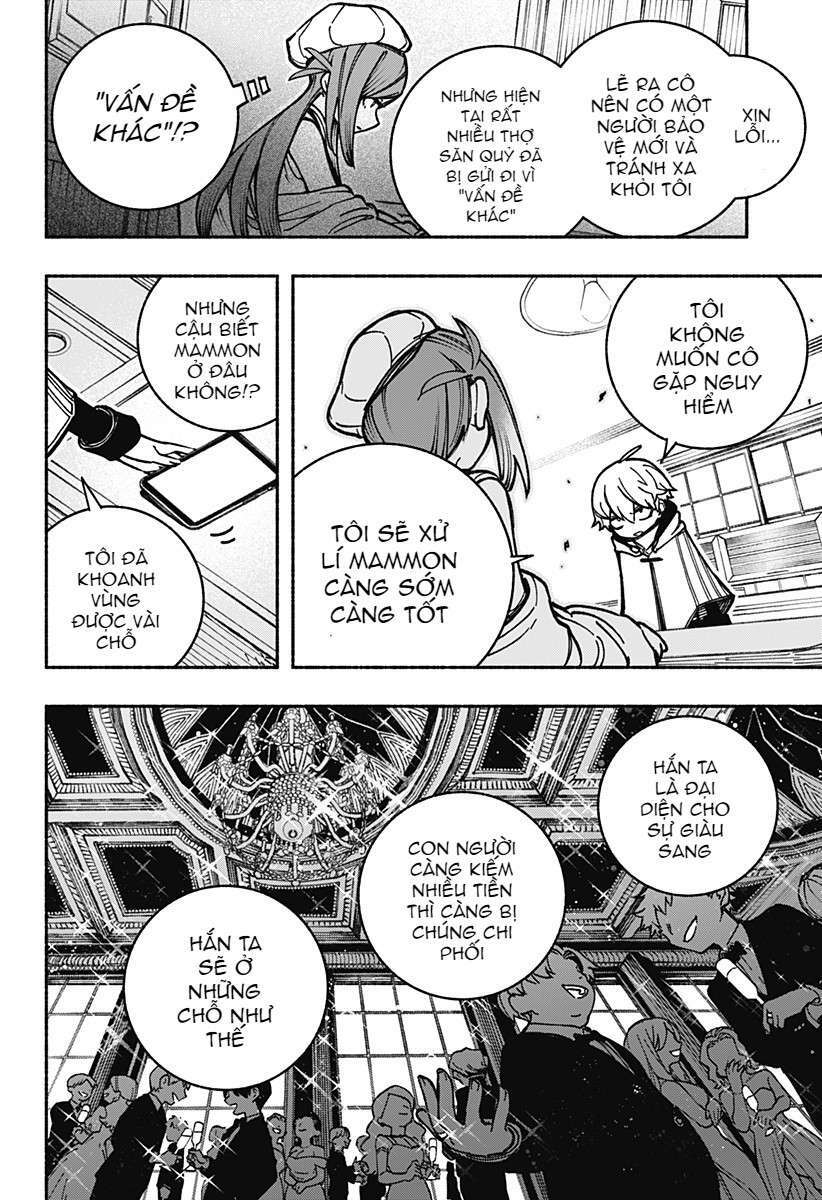 XIN
LỖI...
LẼ RA CÔ
NÊN CÓ MỘT
NGƯỜI BẢO
VỆ MỚI VÀ
TRÁNH XA
KHỎI TÔI
NHƯNG HIỆN
TẠI RẤT
NHIỀU THỢ
SĂN QUỶ ĐÃ
BỊ GỬI ĐI VÌ
"VẤN ĐỀ
KHÁC"
"VẤN ĐỀ
KHÁC"!?
TÔI
KHÔNG
MUỐN CÔ
GẶP NGUY
HIỂM
TÔI SẼ XỬ
LÍ MAMMON
CÀNG SỚM
CÀNG TỐT
NHƯNG
CẬU BIẾT
MAMMON
Ở ĐÂU
KHÔNG!?
TÔI ĐÃ
KHOANH
VÙNG
ĐƯỢC VÀI
CHỖ
HẮN TA
LÀ ĐẠI
DIỆN CHO
SỰ GIÀU
SANG
CON NGƯỜI
CÀNG KIẾM
NHIỀU TIỀN
THÌ CÀNG BỊ
CHÚNG CHI
PHỐI
HẮN TA
SẼ Ở
NHỮNG
CHỖ NHƯ
THẾ